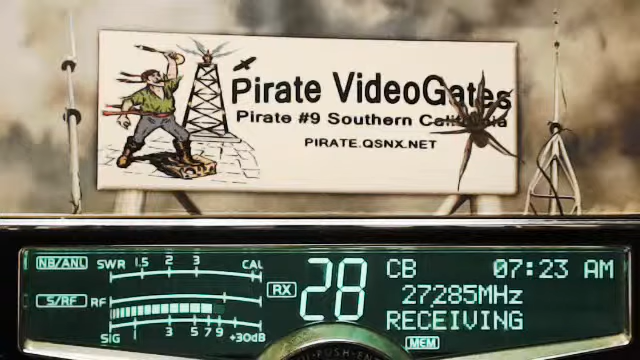 Pirate VideoGates
Pirate #9 Southern California
PIRATE.QSNX.NET
NB/ANL SWR 1.5 2 3 CAL
28 CB 07:23 AM
RX 27285MHz
S/RF RF
RECEIVING
SIG 3 5 7 9 +30dB
MEM
PUSH